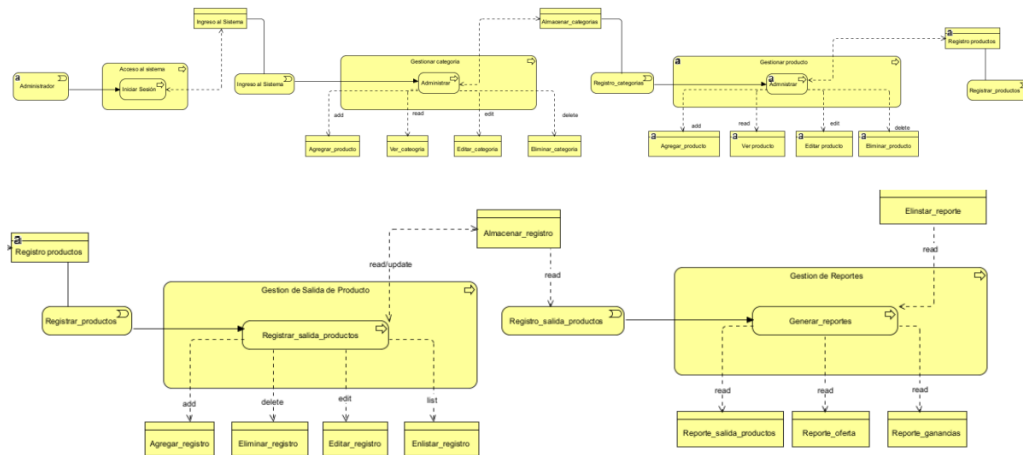 Ingreso al Sistema
Almacenar_categorias
a
Registro productos
Acceso al sistema
Gestionar categoria
a
Gestionar producto
a
Administrador
Iniciar Sesión
Ingreso al Sistema
Administrar
Registro_categorias
a
Administrar
Registrar_productos
add
read
edit
delete
add
read
edit
delete
Agregrar_producto
Ver_cateogria
Editar_categoria
Eliminar_categoria
a
Agregar_producto
a
Ver producto
a
Editar producto
a
Eliminar_producto
Elinstar_reporte
Almacenar_registro
a
Registro productos
read/update
read
read
Gestion de Salida de Producto
Gestion de Reportes
Registrar_productos
Registrar_salida_productos
Registro_salida_productos
Generar_reportes
add
delete
edit
list
read
read
read
Agregar_registro
Eliminar_registro
Editar_registro
Enlistar_registro
Reporte_salida_productos
Reporte_oferta
Reporte_ganancias